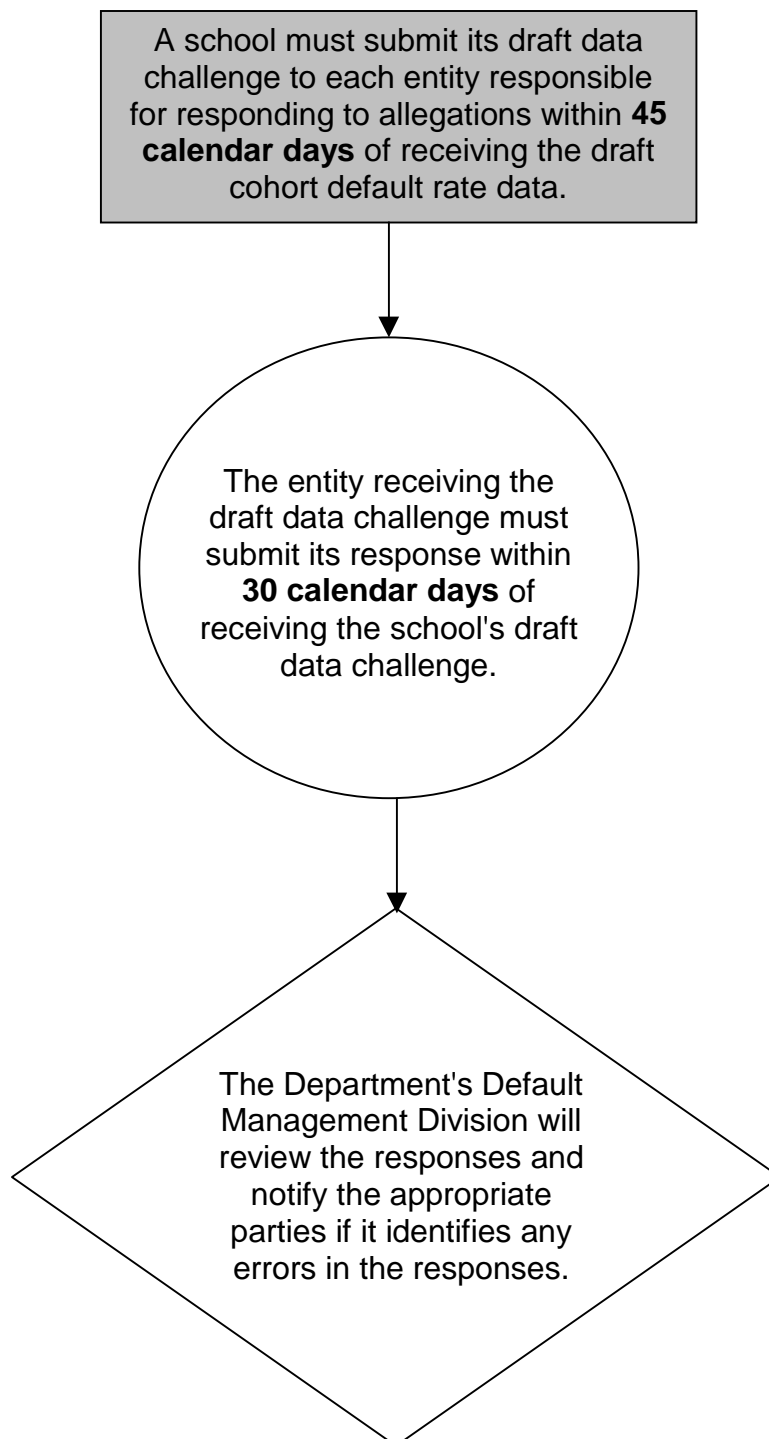 A school must submit its draft data
challenge to each entity responsible
for responding to allegations within 45
calendar days of receiving the draft
cohort default rate data.
The entity receiving the
draft data challenge must
submit its response within
30 calendar days of
receiving the school's draft
data challenge.
The Department's Default
Management Division will
review the responses and
notify the appropriate
parties if it identifies any
errors in the responses.